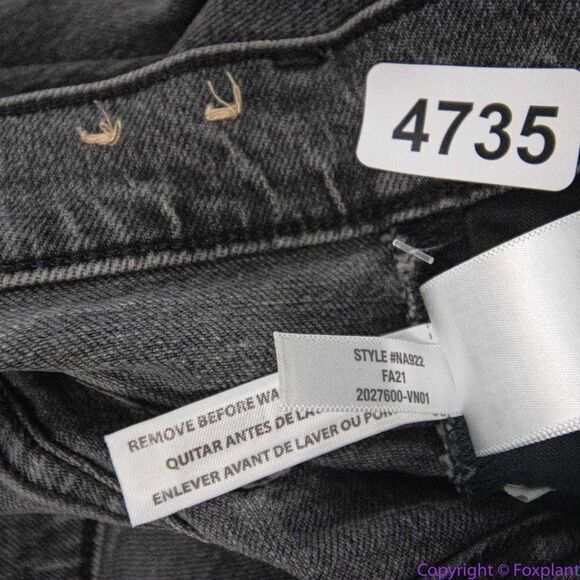 4735
STYLE #NA922
FA21
2027600-VN01
REMOVE BEFORE WA
QUITAR ANTES DE LA
ENLEVER AVANT DE LAVER OU POR
Copyright © Foxplant